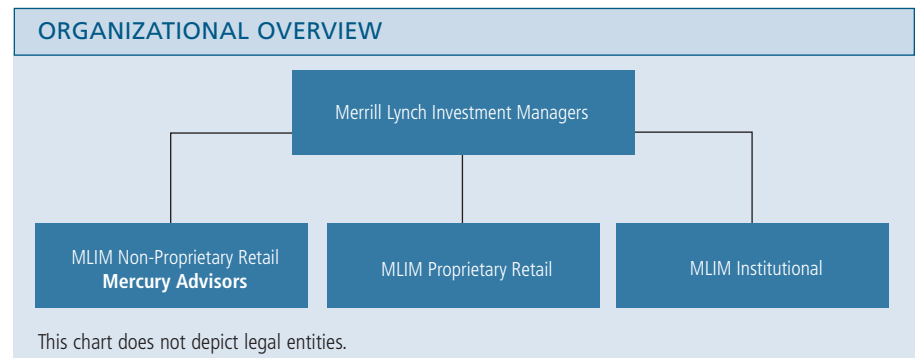 ORGANIZATIONAL OVERVIEW
Merrill Lynch Investment Managers
MLIM Non-Proprietary Retail
Mercury Advisors
MLIM Proprietary Retail
MLIM Institutional
This chart does not depict legal entities.